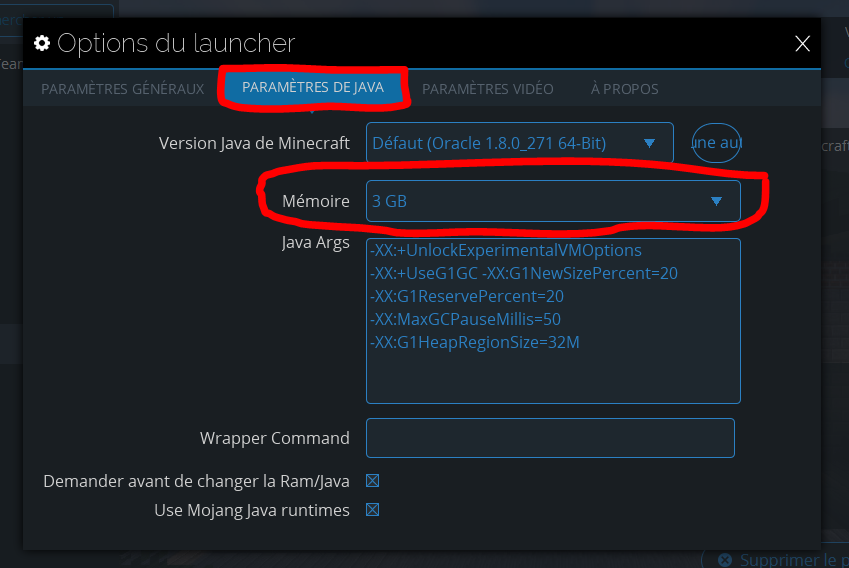 Options du launcher
PARAMÈTRES GÉNÉRAUX PARAMÈTRES DE JAVA PARAMÈTRES VIDÉO À PROPOS
Version Java de Minecraft Défaut (Oracle 1.8.0_271 64-Bit) une
Mémoire 3 GB
Java Args
-XX:+UnlockExperimentalVMOptions
-XX:+UseG1GC -XX:G1NewSizePercent=20
-XX:G1ReservePercent=20
-XX:MaxGCPauseMillis=50
-XX:G1HeapRegionSize=32M
Wrapper Command
Demander avant de changer la Ram/Java
Use Mojang Java runtimes
Supprimer le